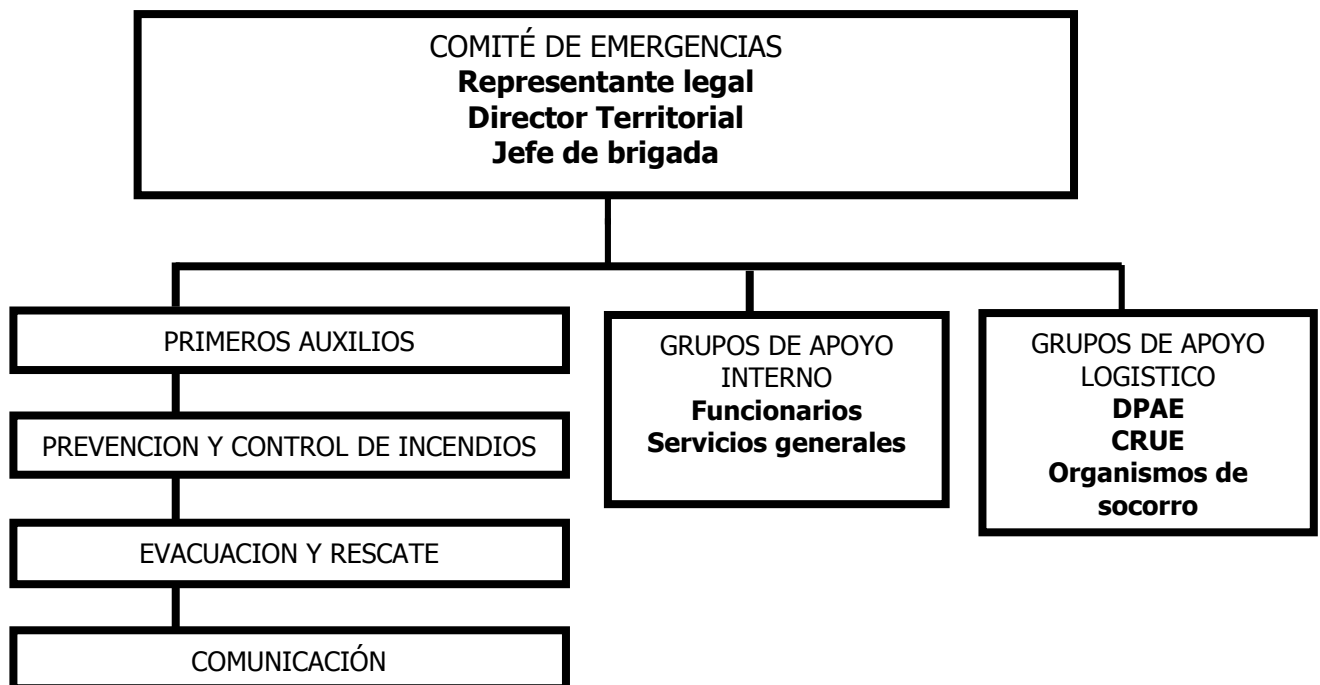 COMITÉ DE EMERGENCIAS
Representante legal
Director Territorial
Jefe de brigada
PRIMEROS AUXILIOS
PREVENCION Y CONTROL DE INCENDIOS
EVACUACION Y RESCATE
COMUNICACIÓN
GRUPOS DE APOYO
INTERNO
Funcionarios
Servicios generales
GRUPOS DE APOYO
LOGISTICO
DPAE
CRUE
Organismos de
socorro